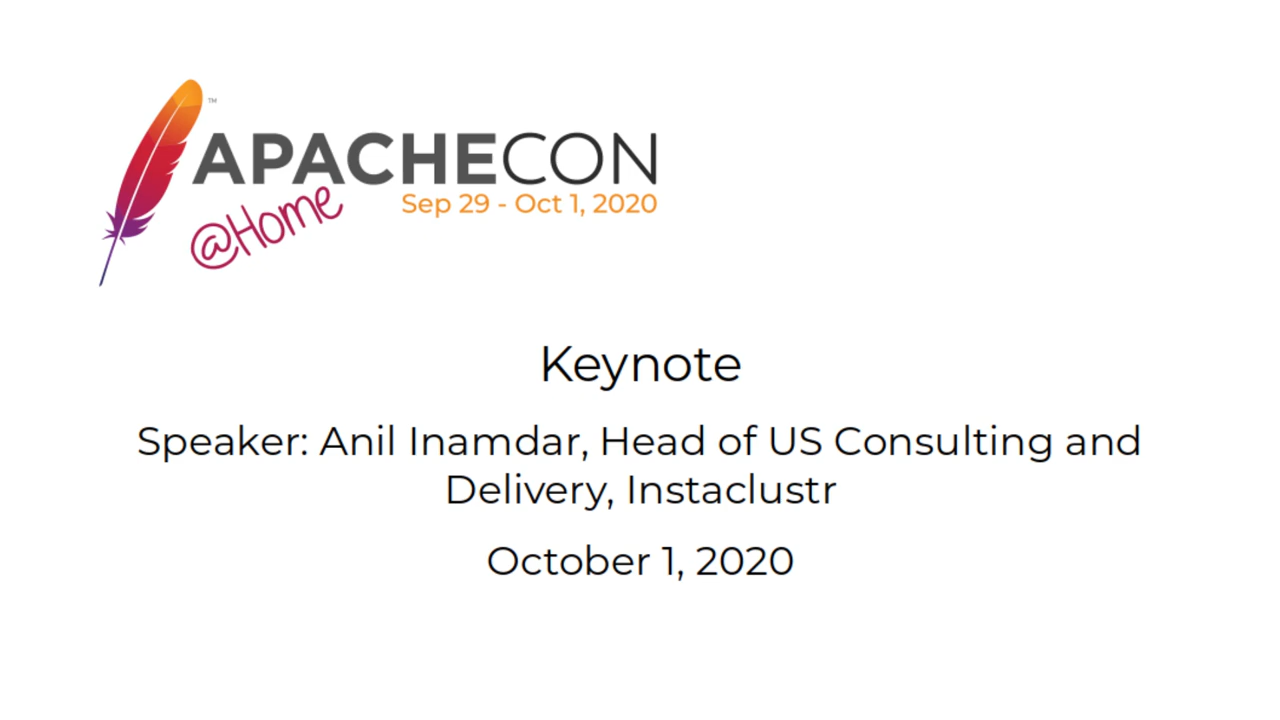 ™
APACHECON
@Home
Sep 29 - Oct 1, 2020
Keynote
Speaker: Anil Inamdar, Head of US Consulting and
Delivery, Instaclustr
October 1, 2020